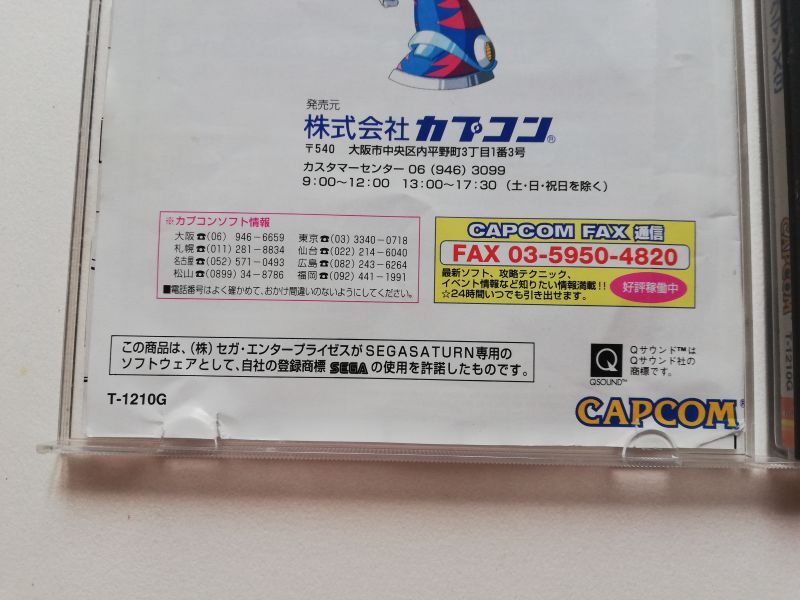 発売元
株式会社 カプコン®
〒540 大阪市中央区内平野町3丁目1番3号
カスタマーセンター 06 (946) 3099
9:00〜12:00 13:00〜17:30 (土・日・祝日を除く)
※カプコンソフト情報
大阪☎(06) 946-6659 東京☎(03) 3340-0718
札幌☎(011) 281-8834 仙台☎(022) 214-6040
名古屋☎(052) 571-0493 広島☎(082) 243-6264
松山☎(0899) 34-8786 福岡☎(092) 441-1991
■電話番号はよく確かめて、おかけ間違いのないようにしてください。
CAPCOM FAX 通信
FAX 03-5950-4820
最新ソフト、攻略テクニック、
イベント情報など知りたい情報満載!!
☆24時間いつでも引き出せます。
好評稼働中
この商品は、(株) セガ・エンタープライゼスがSEGASATURN専用の
ソフトウェアとして、自社の登録商標 SEGA の使用を許諾したものです。
Q
QSOUND™
Qサウンド™は
Qサウンド社の
商標です。
T-1210G
CAPCOM®
CAPCOM
T-1210G